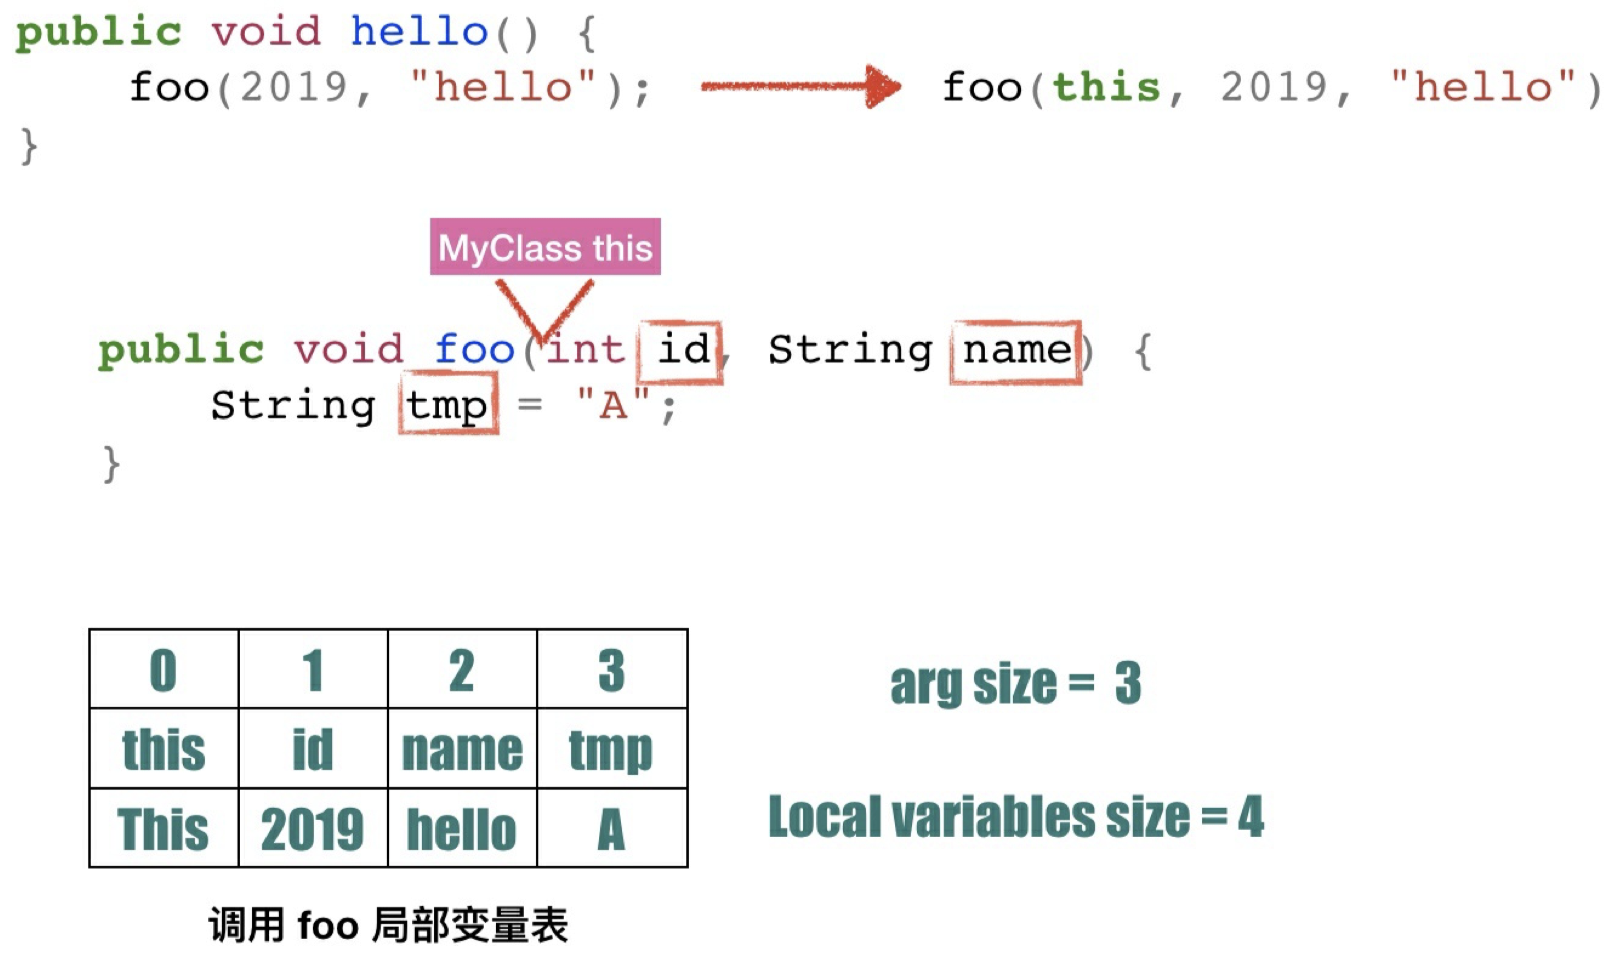 public void hello() {
foo(2019, "hello"); foo(this, 2019, "hello")
}
MyClass this
public void foo(int id, String name) {
String tmp = "A";
}
0 1 2 3
this id name tmp
This 2019 hello A
arg size = 3
Local variables size = 4
调用 foo 局部变量表